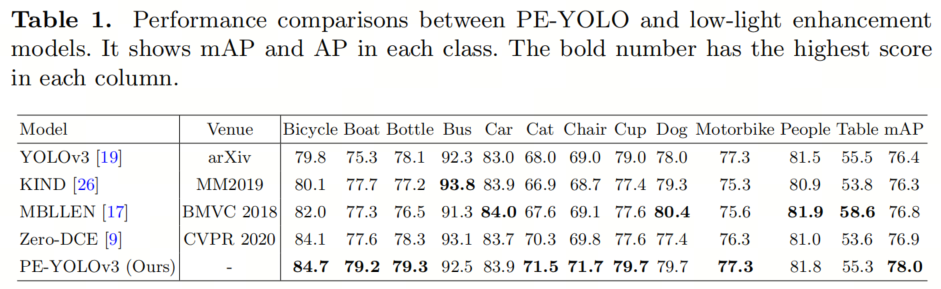 Table 1. Performance comparisons between PE-YOLO and low-light enhancement
models. It shows mAP and AP in each class. The bold number has the highest score
in each column.
Model Venue Bicycle Boat Bottle Bus Car Cat Chair Cup Dog Motorbike People Table mAP
YOLOv3 [19] arXiv 79.8 75.3 78.1 92.3 83.0 68.0 69.0 79.0 78.0 77.3 81.5 55.5 76.4
KIND [26] MM2019 80.1 77.7 77.2 93.8 83.9 66.9 68.7 77.4 79.3 75.3 80.9 53.8 76.3
MBLLEN [17] BMVC 2018 82.0 77.3 76.5 91.3 84.0 67.6 69.1 77.6 80.4 75.6 81.9 58.6 76.8
Zero-DCE [9] CVPR 2020 84.1 77.6 78.3 93.1 83.7 70.3 69.8 77.6 77.4 76.3 81.0 53.6 76.9
PE-YOLOv3 (Ours) - 84.7 79.2 79.3 92.5 83.9 71.5 71.7 79.7 79.7 77.3 81.8 55.3 78.0